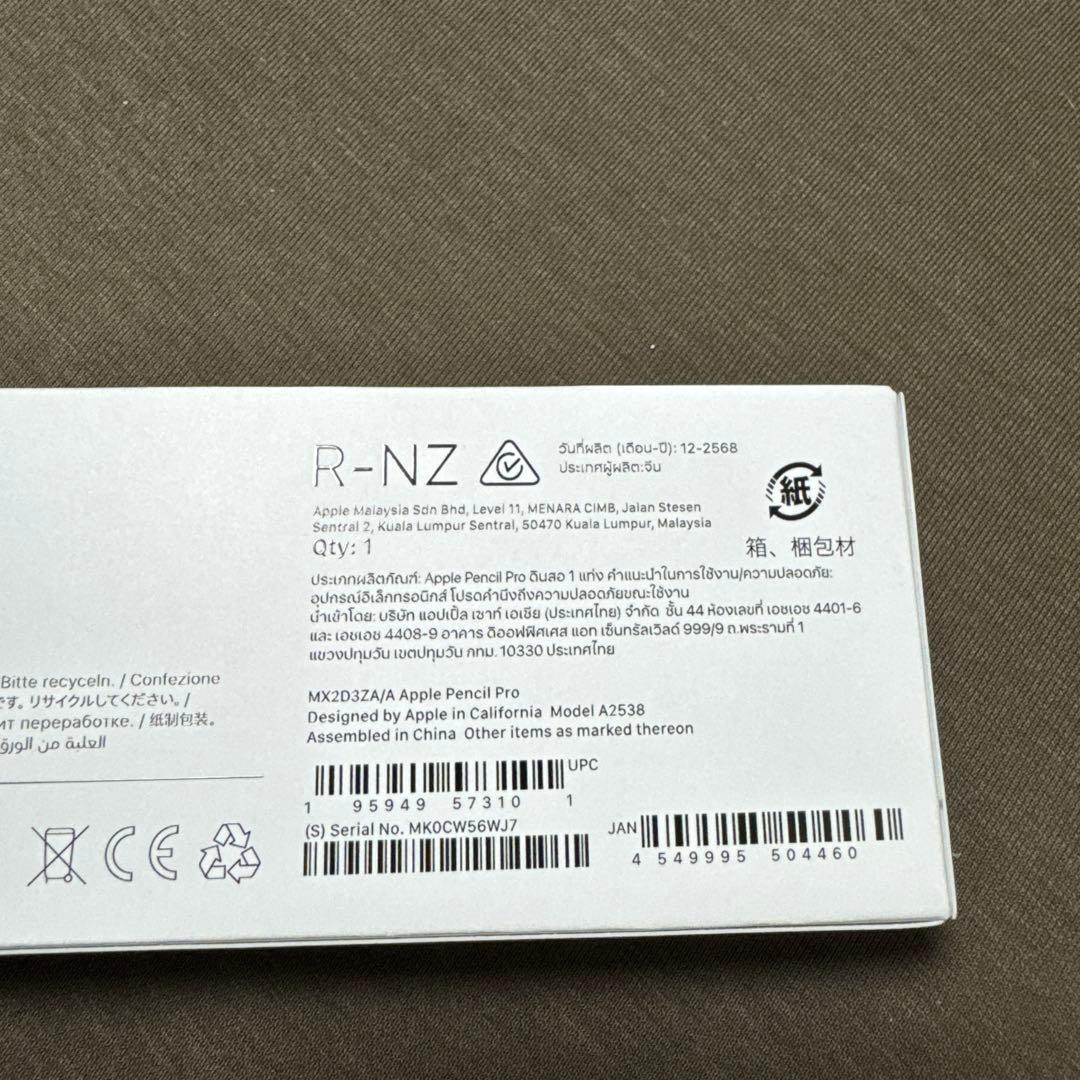 R-NZ
วันที่ผลิต (เดือน-ปี): 12-2568
ประเทศผู้ผลิต:จีน
紙
箱、梱包材
Apple Malaysia Sdn Bhd, Level 11, MENARA CIMB, Jalan Stesen
Sentral 2, Kuala Lumpur Sentral, 50470 Kuala Lumpur, Malaysia
Qty: 1
ประเภทผลิตภัณฑ์: Apple Pencil Pro ดินสอ 1 แท่ง คำแนะนำในการใช้งาน/ความปลอดภัย:
อุปกรณ์อิเล็กทรอนิกส์ โปรดคำนึงถึงความปลอดภัยขณะใช้งาน
นำเข้าโดย: บริษัท แอปเปิ้ล เซาท์ เอเชีย (ประเทศไทย) จำกัด ชั้น 44 ห้องเลขที่ เอชเอช 4401-6
และ เอชเอช 4408-9 อาคาร ดิออฟฟิศเศส แอท เซ็นทรัลเวิลด์ 999/9 ถ.พระรามที่ 1
แขวงปทุมวัน เขตปทุมวัน กทม. 10330 ประเทศไทย
Bitte recyceln. / Confezione
です。リサイクルしてください。/
ит переработке. / 纸制包装。
العلبة من الورق
MX2D3ZA/A Apple Pencil Pro
Designed by Apple in California Model A2538
Assembled in China Other items as marked thereon
UPC
1 95949 57310 1
(S) Serial No. MK0CW56WJ7
JAN
4 549995 504460
CE